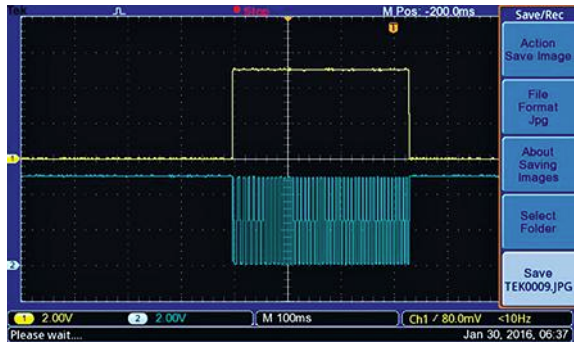 Tek
Stop
M Pos: -200.0ms
Save/Rec
T
Action
Save Image
File
Format
Jpg
About
Saving
Images
Select
Folder
Save
TEK0009.JPG
1
2
1 2.00V
2 2.00V
M 100ms
Ch1 / 80.0mV
<10Hz
Please wait....
Jan 30, 2016, 06:37